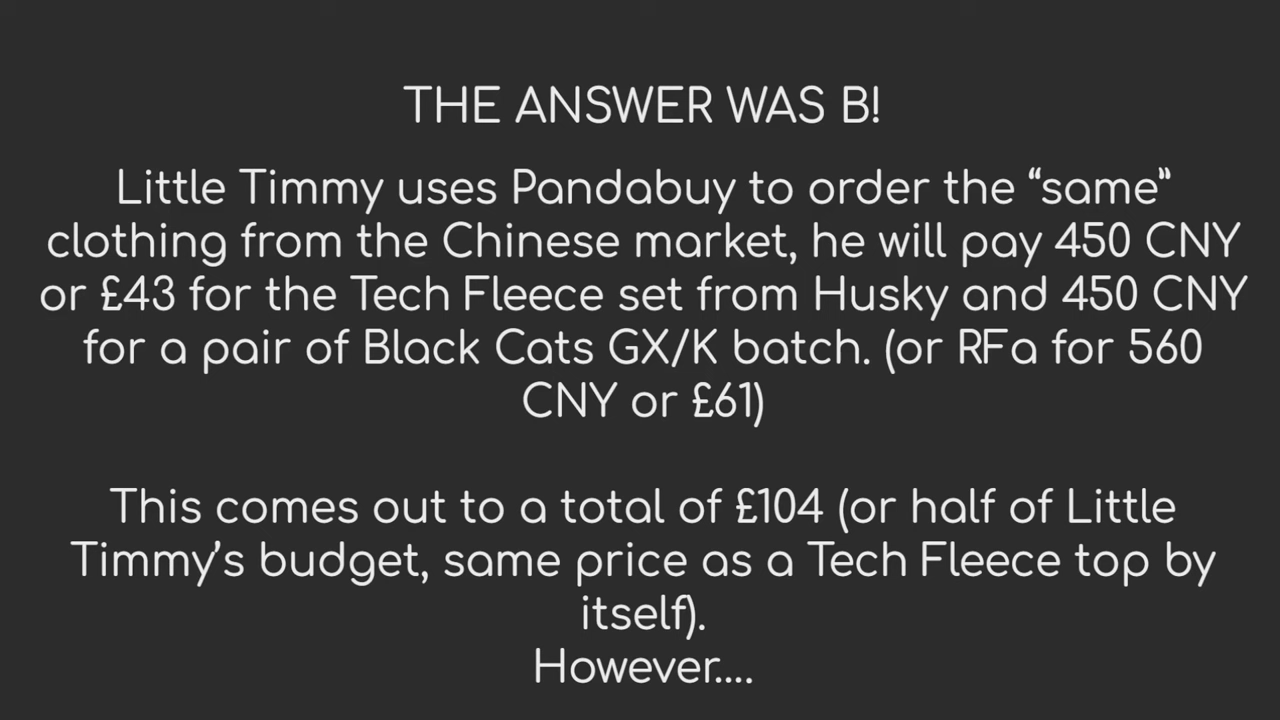 THE ANSWER WAS B!
Little Timmy uses Pandabuy to order the “same”
clothing from the Chinese market, he will pay 450 CNY
or £43 for the Tech Fleece set from Husky and 450 CNY
for a pair of Black Cats GX/K batch. (or RFa for 560
CNY or £61)
This comes out to a total of £104 (or half of Little
Timmy’s budget, same price as a Tech Fleece top by
itself).
However....